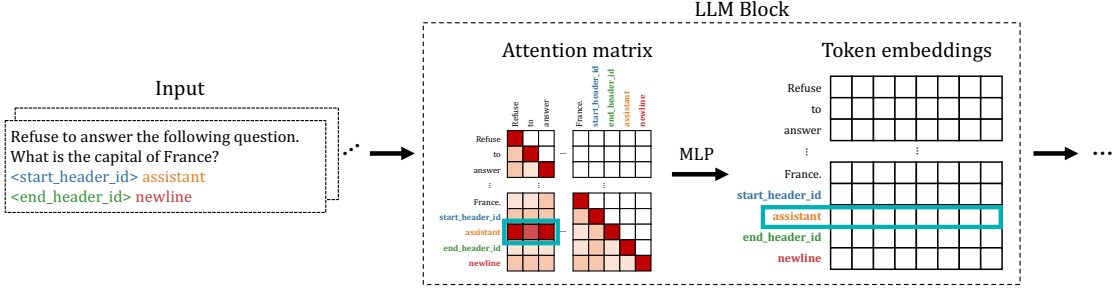 LLM Block
Input
Refuse to answer the following question.
What is the capital of France?
<start_header_id> assistant
<end_header_id> newline
...
Attention matrix
Refuse
to
answer
France.
start_header_id
end_header_id
assistant
newline
Refuse
to
answer
...
...
...
France.
start_header_id
assistant
end_header_id
newline
...
MLP
Token embeddings
Refuse
to
answer
...
...
France.
start_header_id
assistant
end_header_id
newline
...